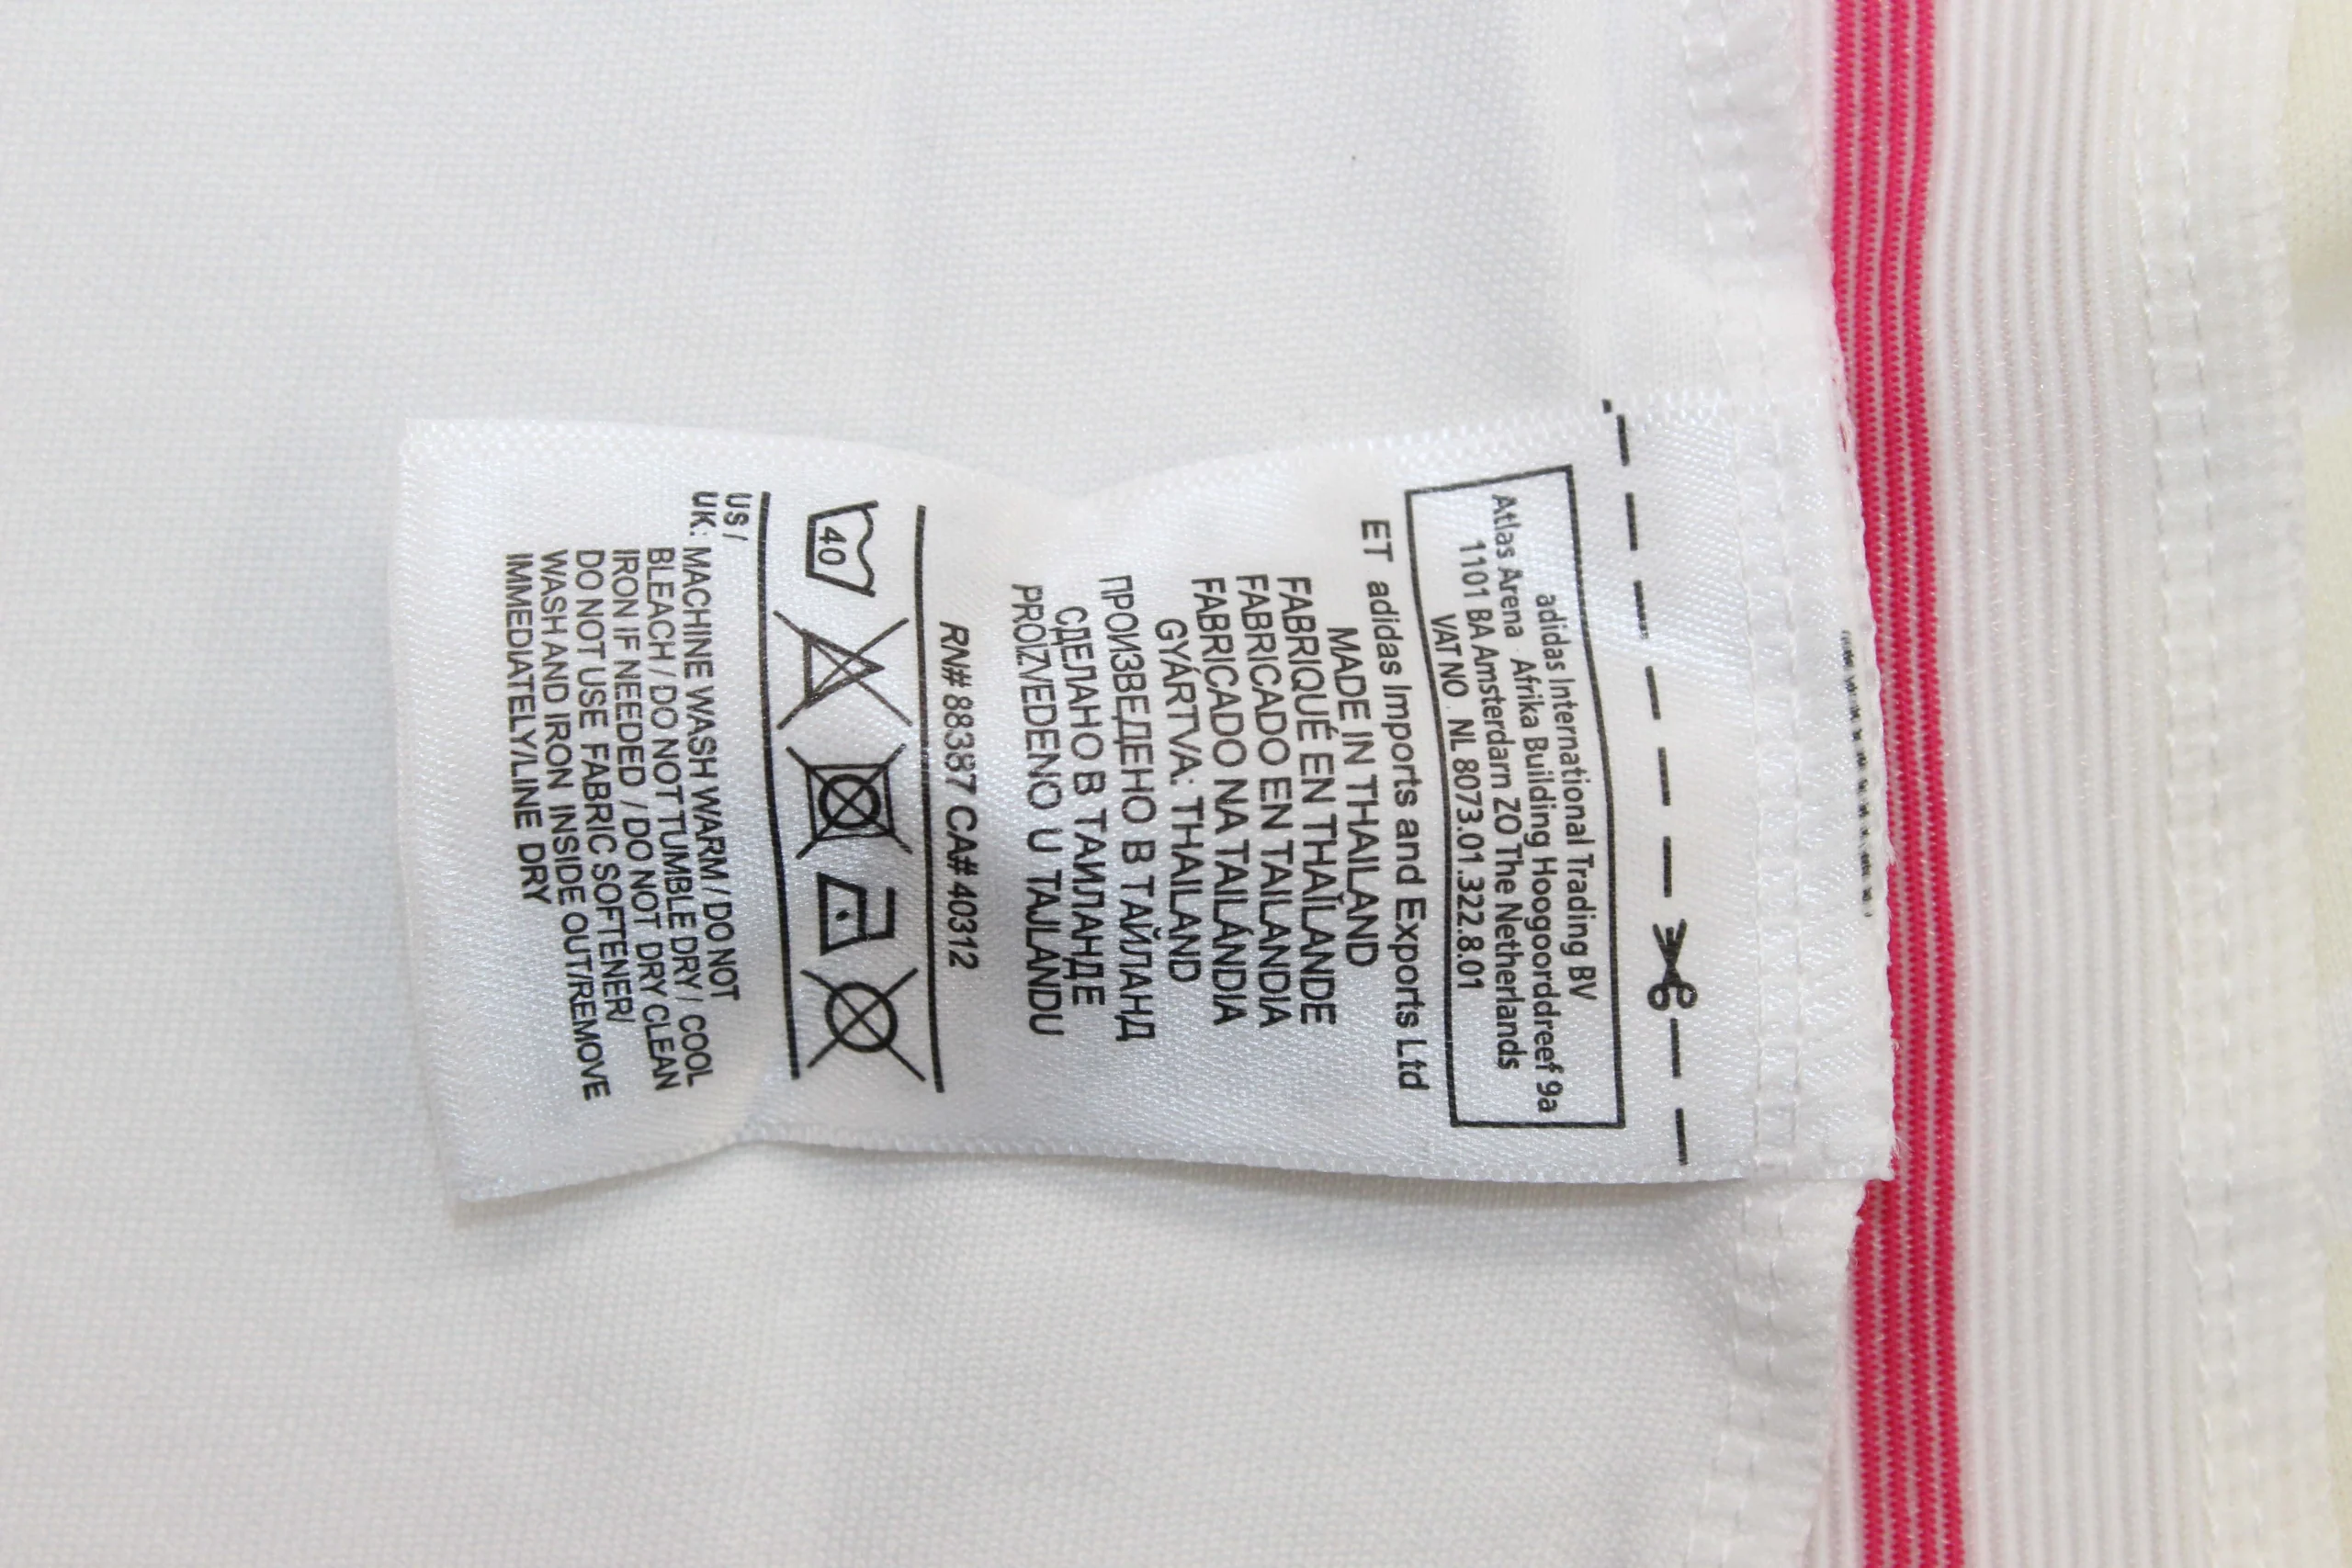 adidas International Trading BV
Atlas Arena · Afrika Building Hoogoorddreef 9a
1101 BA Amsterdam ZO The Netherlands
VAT NO . NL 8073.01.322.8.01
ET adidas Imports and Exports Ltd
MADE IN THAILAND
FABRIQUÉ EN THAÏLANDE
FABRICADO EN TAILANDIA
FABRICADO NA TAILÁNDIA
GYÁRTVA: THAILAND
ПРОИЗВЕДЕНО В ТАЙЛАНД
СДЕЛАНО В ТАИЛАНДЕ
PROIZVEDENO U TAJLANDU
RN# 88387 CA# 40312
40
US /
UK: MACHINE WASH WARM / DO NOT
BLEACH / DO NOT TUMBLE DRY / COOL
IRON IF NEEDED / DO NOT DRY CLEAN
DO NOT USE FABRIC SOFTENER/
WASH AND IRON INSIDE OUT/REMOVE
IMMEDIATELY/LINE DRY